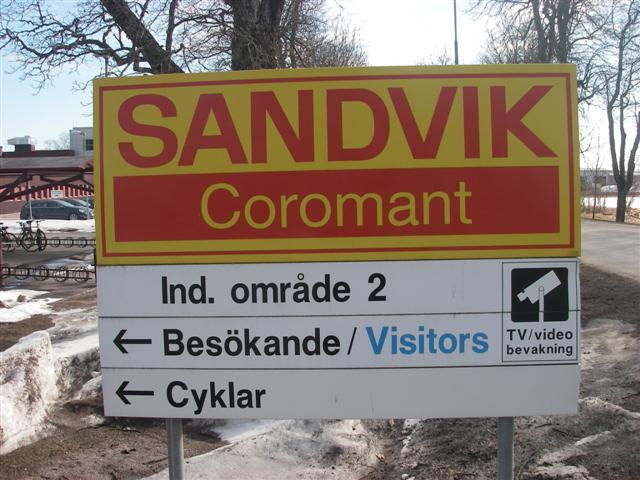 SANDVIK
Coromant
Ind. område 2
← Besökande / Visitors
TV/video
bevakning
← Cyklar